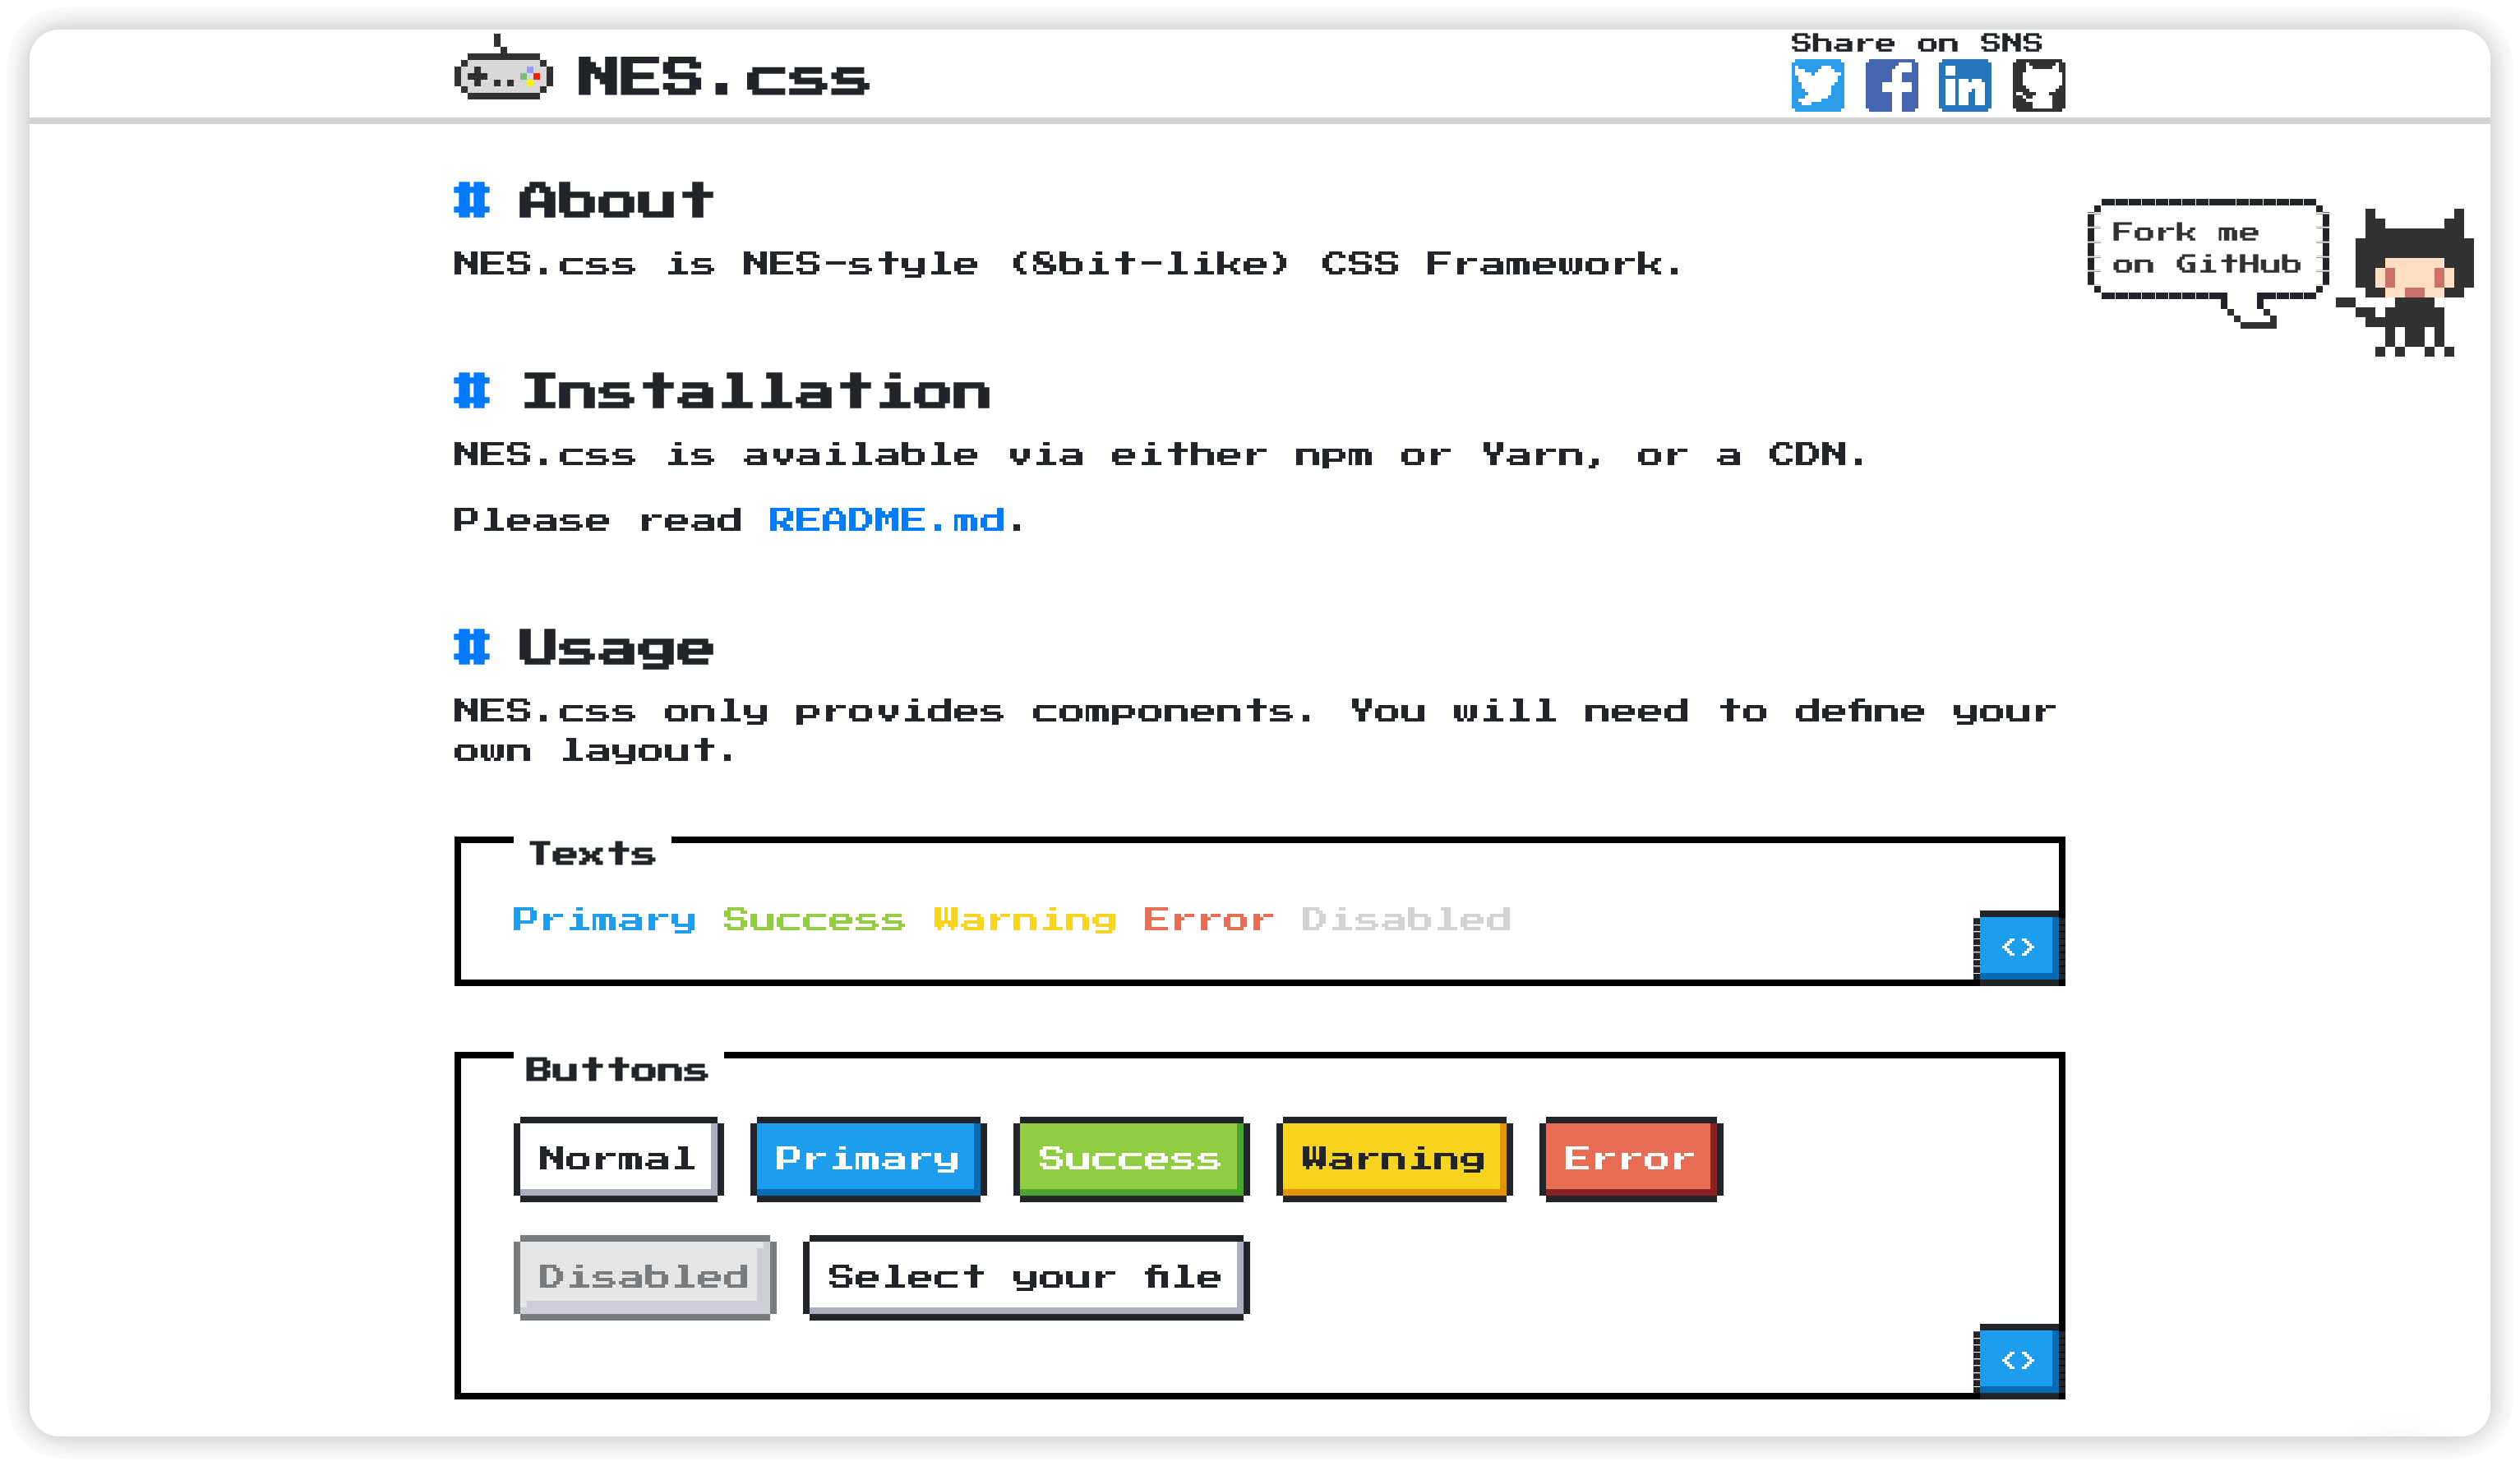 NES.css
Share on SNS
# About
NES.css is NES-style (8bit-like) CSS Framework.
Fork me
on GitHub
# Installation
NES.css is available via either npm or Yarn, or a CDN.
Please read README.md.
# Usage
NES.css only provides components. You will need to define your
own layout.
Texts
Primary Success Warning Error Disabled
<>
Buttons
Normal Primary Success Warning Error
Disabled Select your file
<>